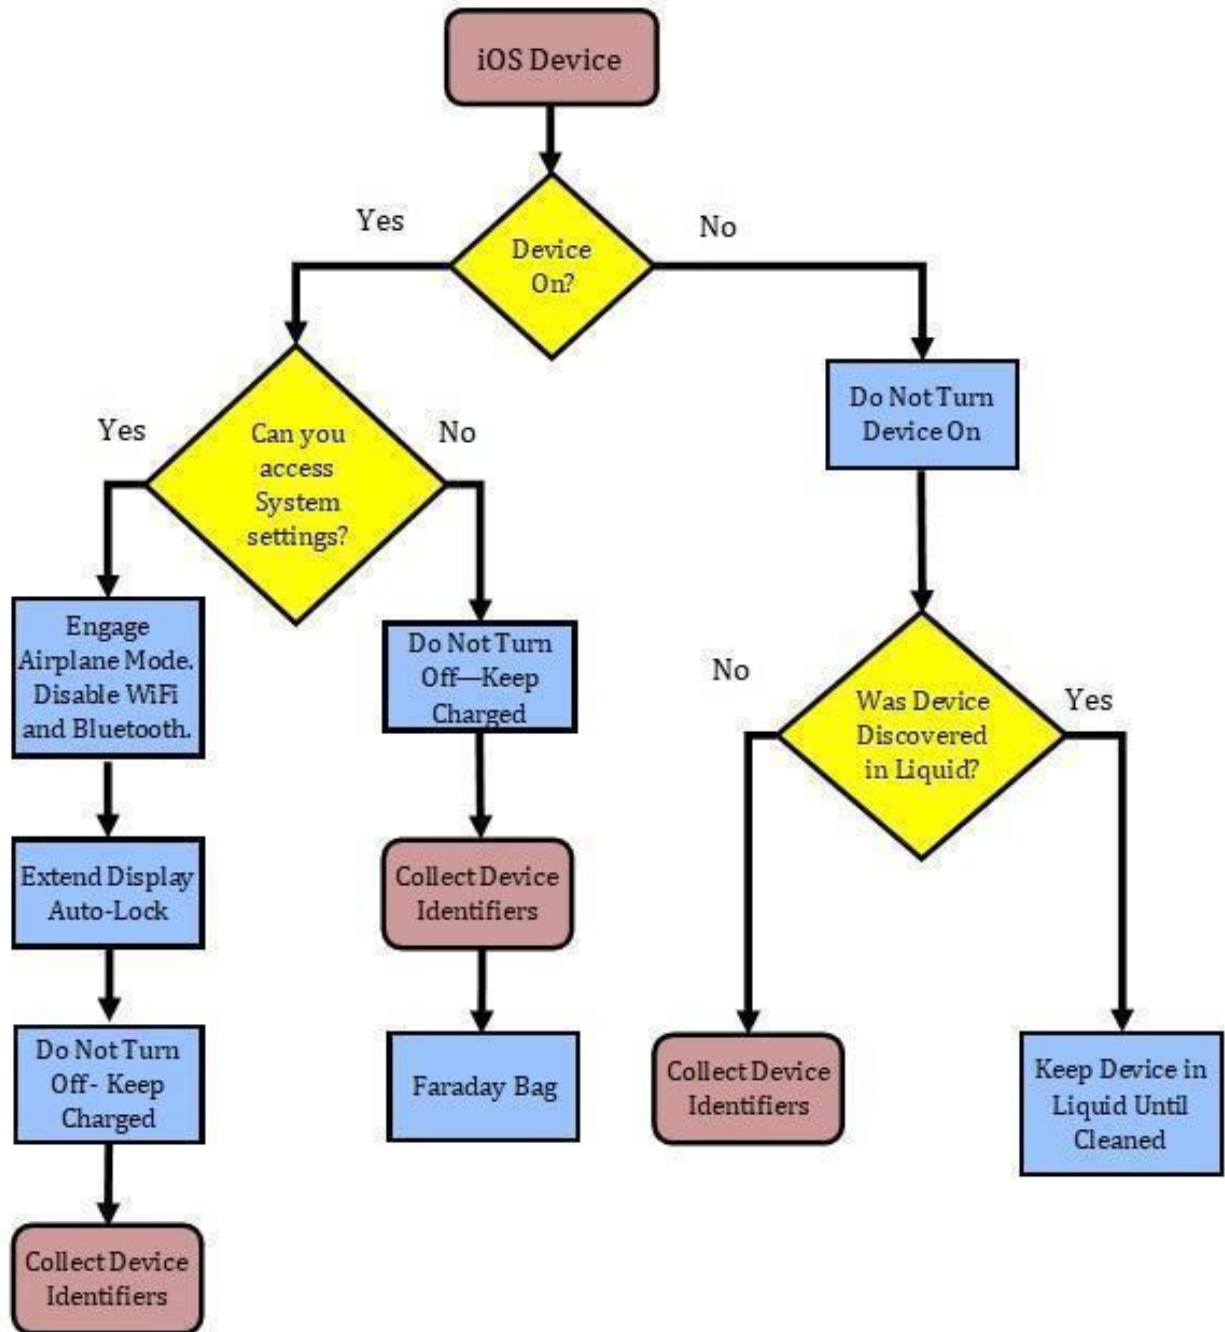 iOS Device
Device
On?
Yes
No
Can you
access
System
settings?
Yes
No
Engage
Airplane Mode.
Disable WiFi
and Bluetooth.
Extend Display
Auto-Lock
Do Not Turn
Off- Keep
Charged
Collect Device
Identifiers
Do Not Turn
Off—Keep
Charged
Collect Device
Identifiers
Faraday Bag
Do Not Turn
Device On
Was Device
Discovered
in Liquid?
No
Yes
Collect Device
Identifiers
Keep Device in
Liquid Until
Cleaned